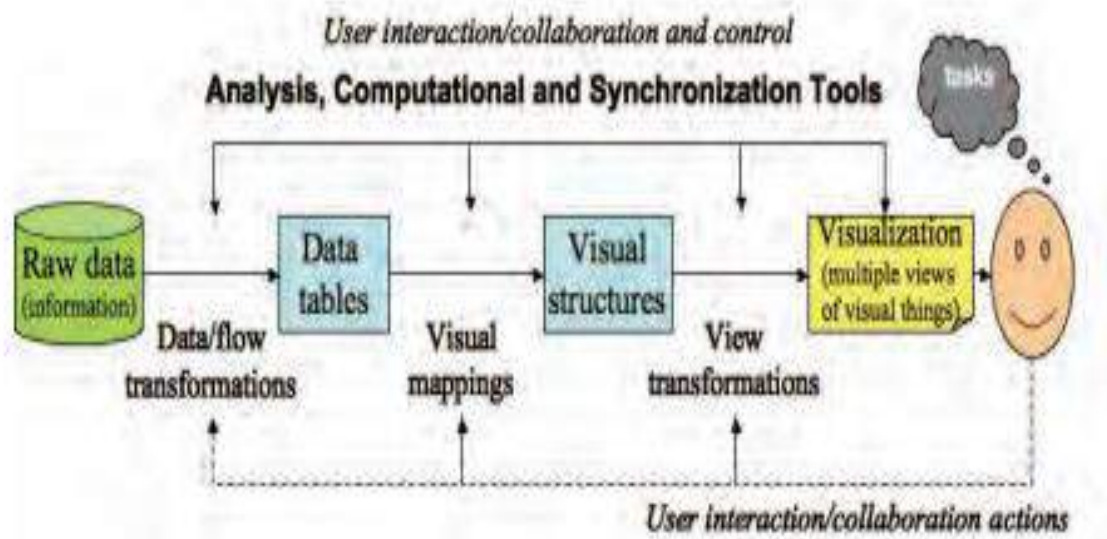 User interaction/collaboration and control
Analysis, Computational and Synchronization Tools
tasks
Raw data
(information)
Data/flow
transformations
Data
tables
Visual
mappings
Visual
structures
View
transformations
Visualization
(multiple views
of visual things)
User interaction/collaboration actions